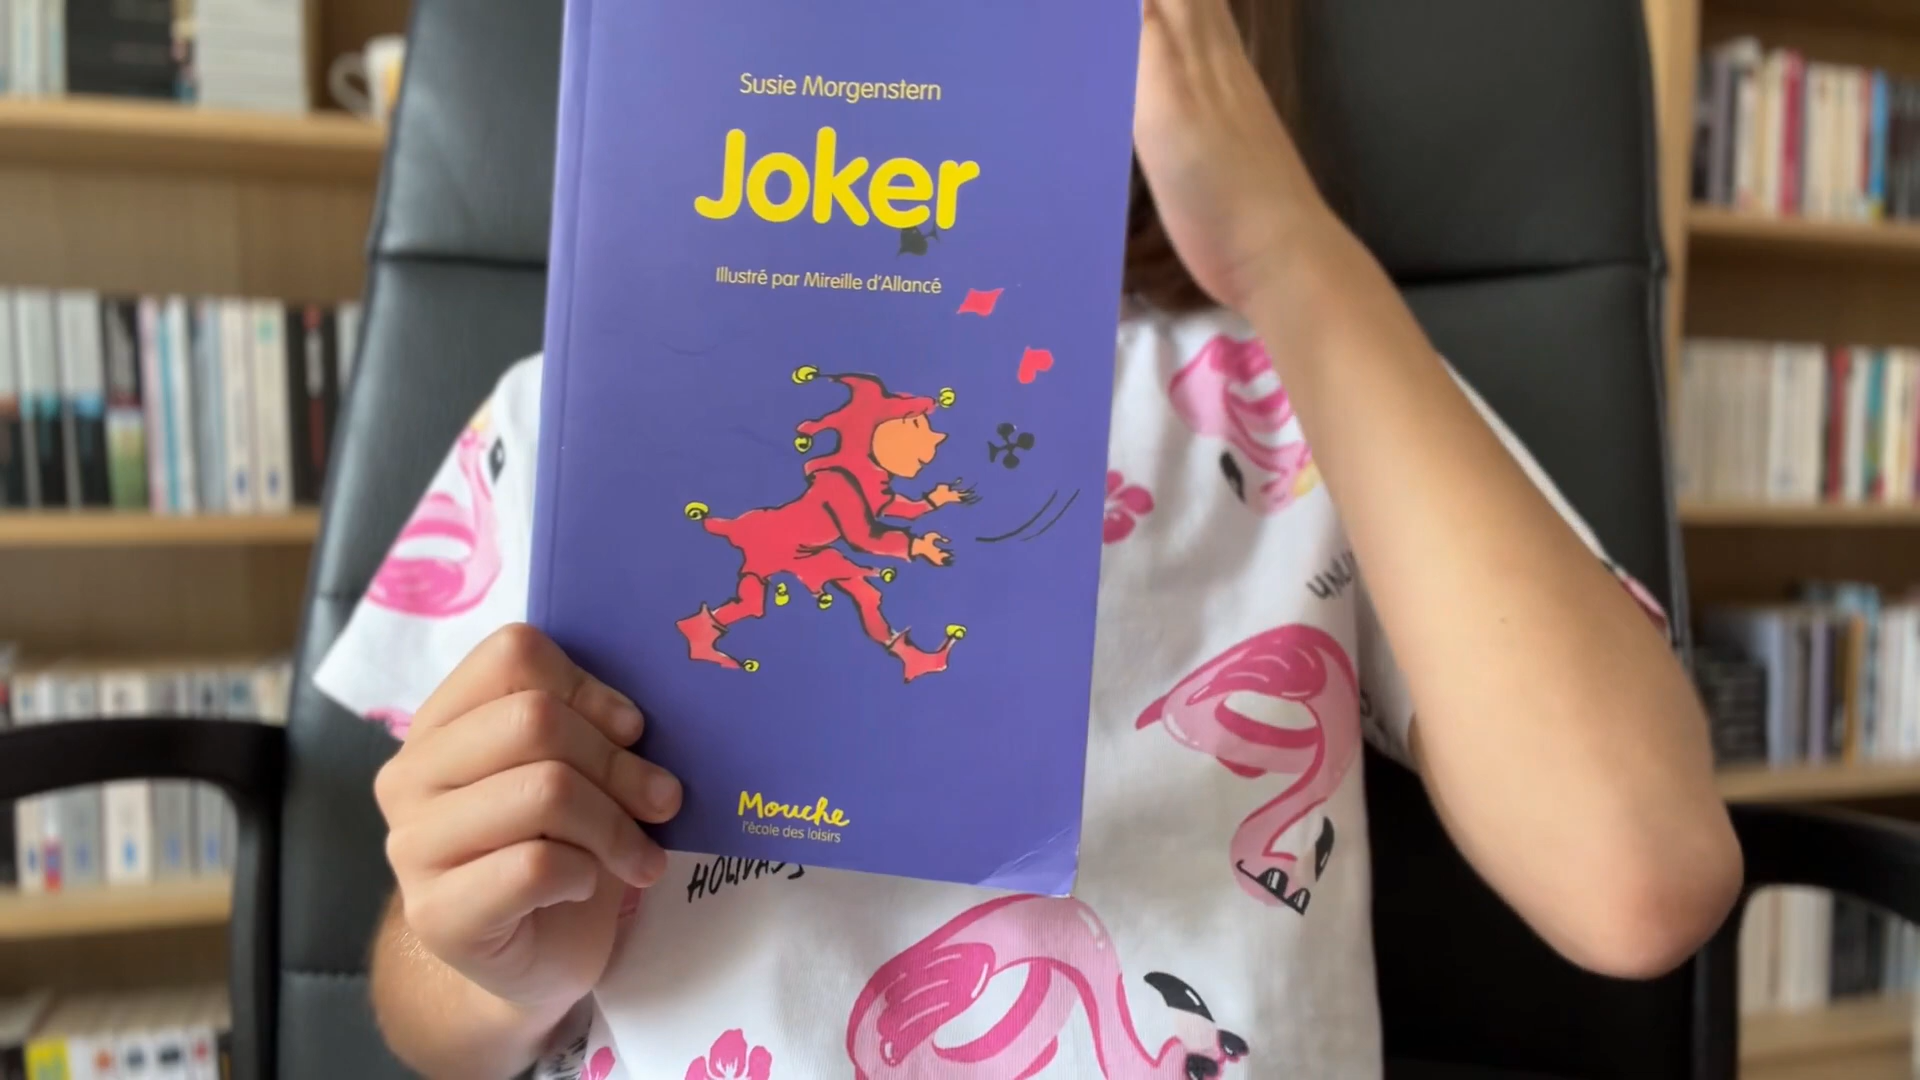 Susie Morgenstern
Joker
Illustré par Mireille d'Allancé
Mouche
l'école des loisirs